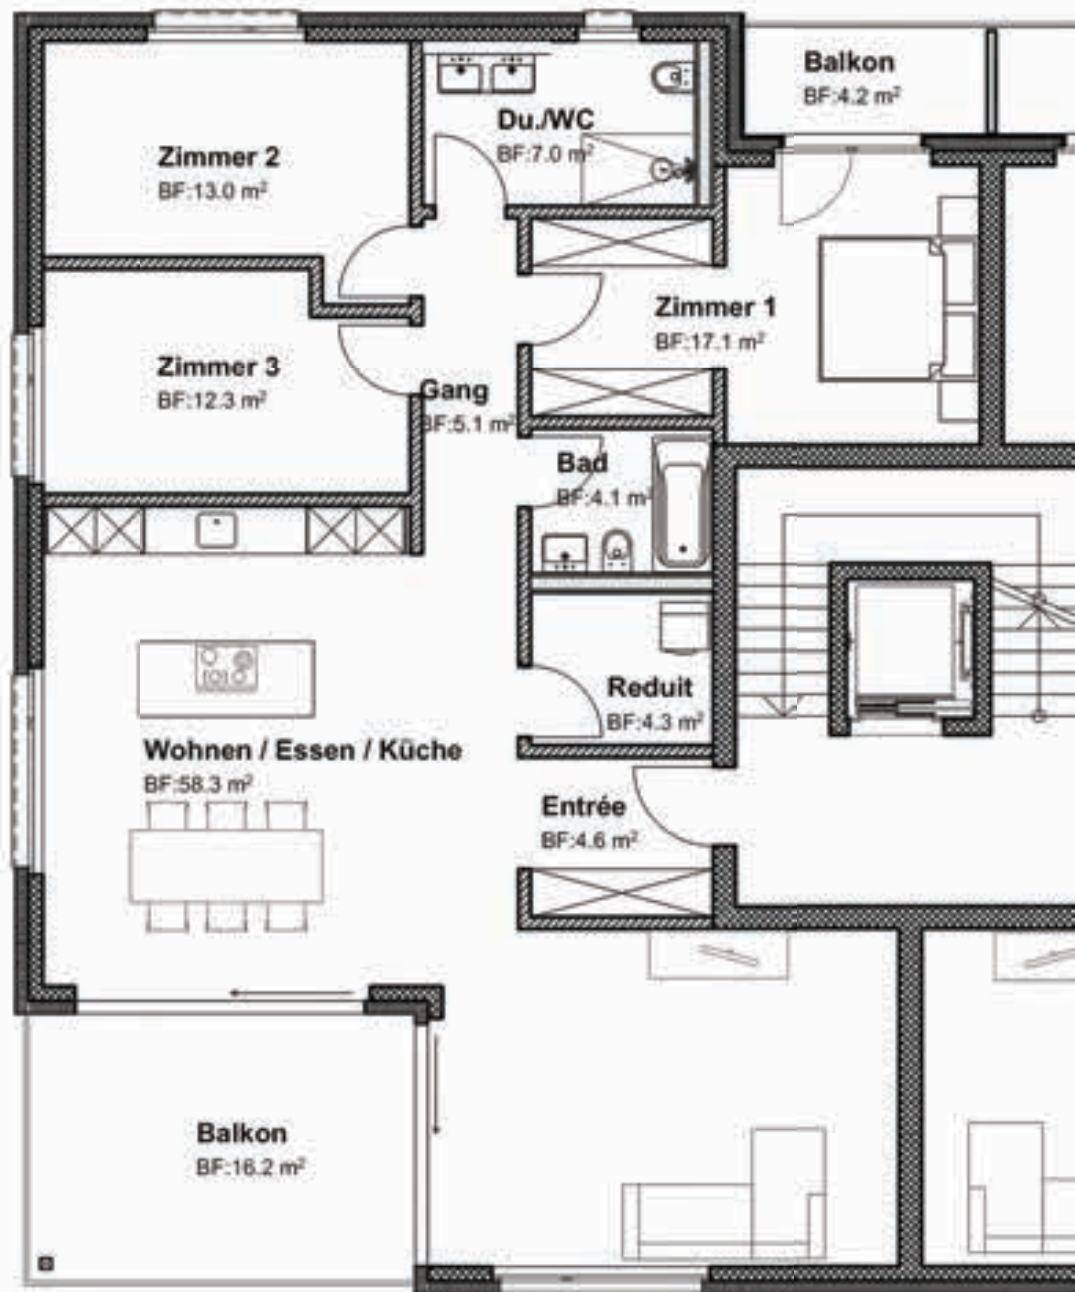 Balkon
BF:4.2 m²
Du./WC
BF:7.0 m²
Zimmer 2
BF:13.0 m²
Zimmer 1
BF:17.1 m²
Zimmer 3
BF:12.3 m²
Gang
BF:5.1 m²
Bad
BF:4.1 m²
Reduit
BF:4.3 m²
Wohnen / Essen / Küche
BF:58.3 m²
Entrée
BF:4.6 m²
Balkon
BF:16.2 m²